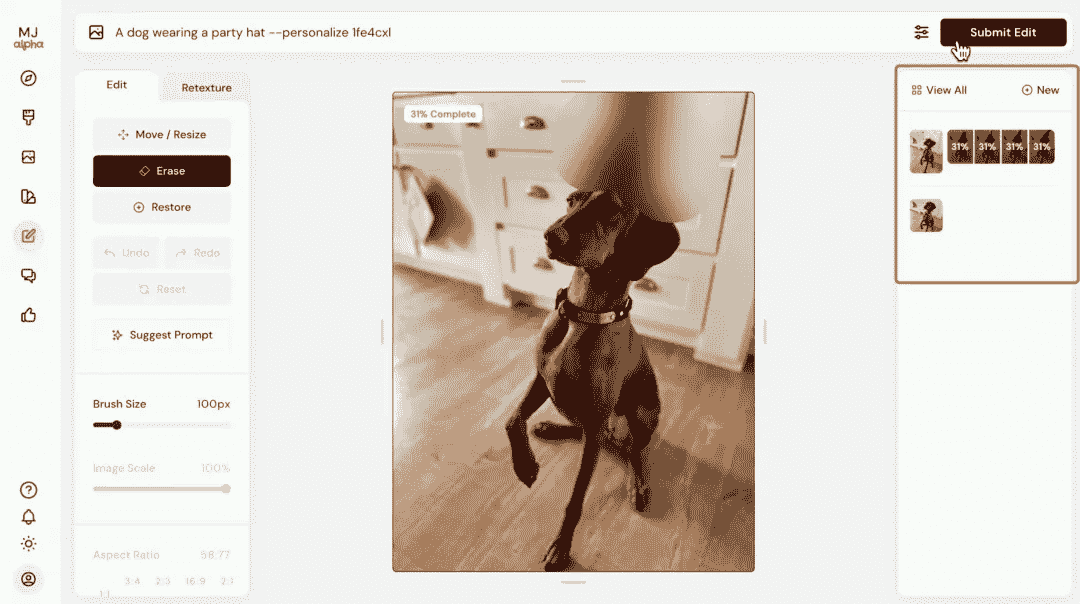 MJ
alpha
A dog wearing a party hat --personalize 1fe4cxl
Submit Edit
Edit
Retexture
Move / Resize
Erase
Restore
Undo
Redo
Reset
Suggest Prompt
Brush Size
100px
Image Scale
100%
Aspect Ratio
58:77
3:4
2:3
16:9
2:1
1:1
31% Complete
View All
New
31%
31%
31%
31%